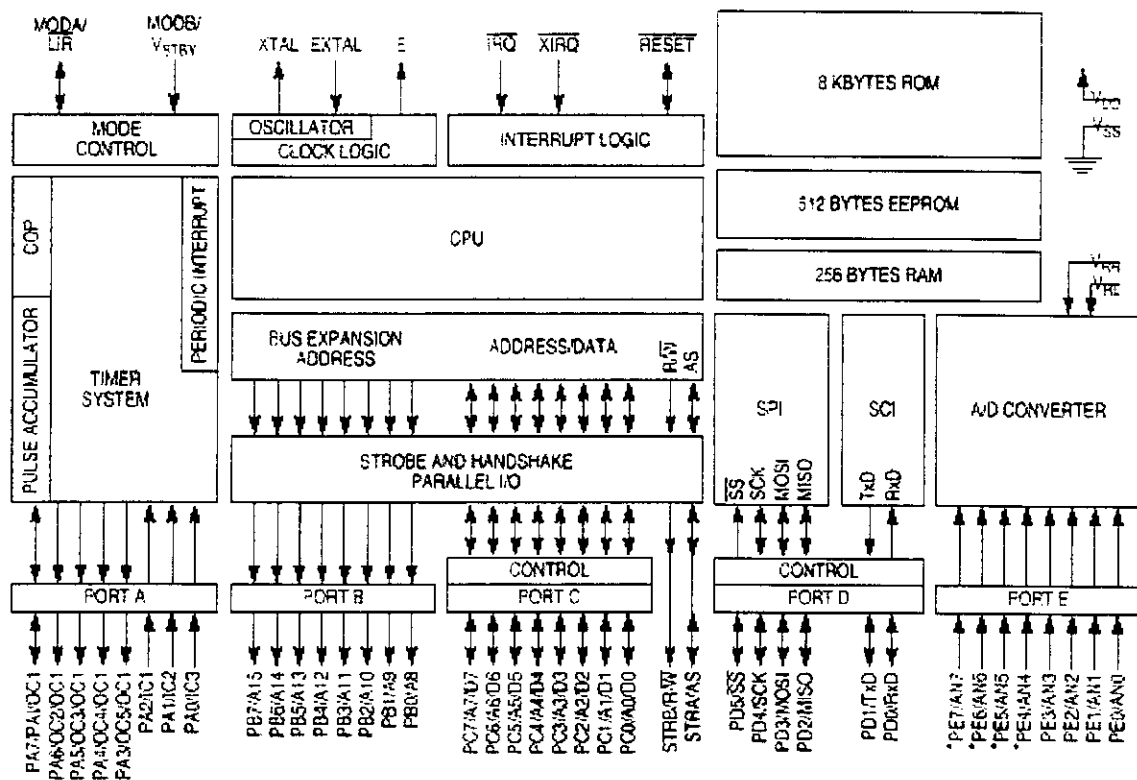 MODA/
LIR
MODB/
VSTBY
XTAL
EXTAL
E
IRQ
XIRQ
RESET
8 KBYTES ROM
VDD
VSS
MODE
CONTROL
OSCILLATOR
CLOCK LOGIC
INTERRUPT LOGIC
COP
PERIODIC INTERRUPT
CPU
512 BYTES EEPROM
256 BYTES RAM
VRH
VRL
PULSE ACCUMULATOR
TIMER
SYSTEM
BUS EXPANSION
ADDRESS
ADDRESS/DATA
R/W
AS
SPI
SCI
A/D CONVERTER
STROBE AND HANDSHAKE
PARALLEL I/O
SS
SCK
MOSI
MISO
TxD
RxD
CONTROL
CONTROL
PORT A
PORT B
PORT C
PORT D
PORT E
PA7/PAI/OC1
PA6/OC2/OC1
PA5/OC3/OC1
PA4/OC4/OC1
PA3/OC5/OC1
PA2/IC1
PA1/IC2
PA0/IC3
PB7/A15
PB6/A14
PB5/A13
PB4/A12
PB3/A11
PB2/A10
PB1/A9
PB0/A8
PC7/A7/D7
PC6/A6/D6
PC5/A5/D5
PC4/A4/D4
PC3/A3/D3
PC2/A2/D2
PC1/A1/D1
PC0/A0/D0
STRB/R/W
STRA/AS
PD5/SS
PD4/SCK
PD3/MOSI
PD2/MISO
PD1/TxD
PD0/RxD
*PE7/AN7
*PE6/AN6
*PE5/AN5
*PE4/AN4
PE3/AN3
PE2/AN2
PE1/AN1
PE0/AN0